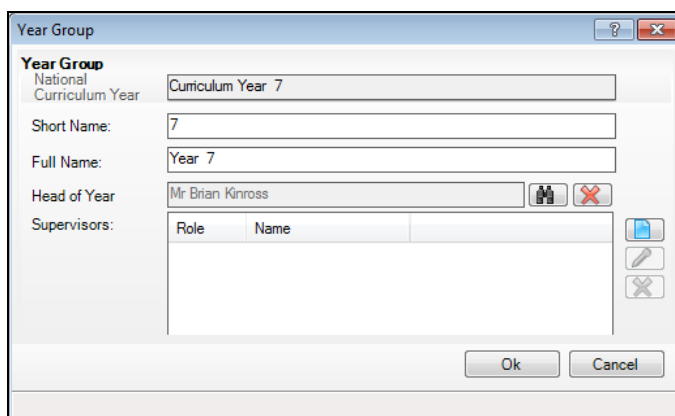 Year Group
?
Year Group
National
Curriculum Year
Curriculum Year 7
Short Name:
7
Full Name:
Year 7
Head of Year
Mr Brian Kinross
Supervisors:
Role Name
Ok Cancel